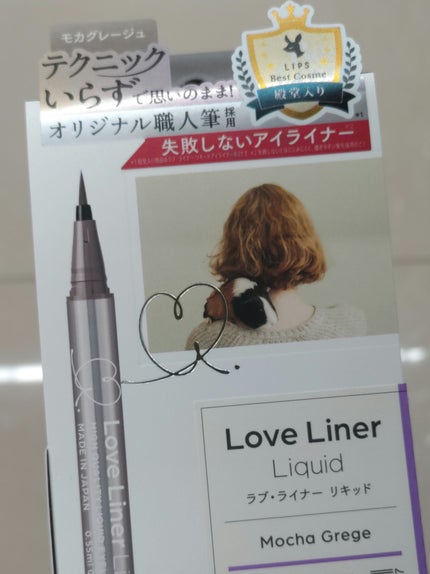 モカグレージュ
テクニック
いらずで思いのまま!
オリジナル職人筆採用
LIPS
Best Cosme
殿堂入り
失敗しないアイライナー
Love Liner
Liquid
ラブ・ライナー リキッド
Mocha Grege
Love Liner Li
MADE IN JAPAN
0.55ml